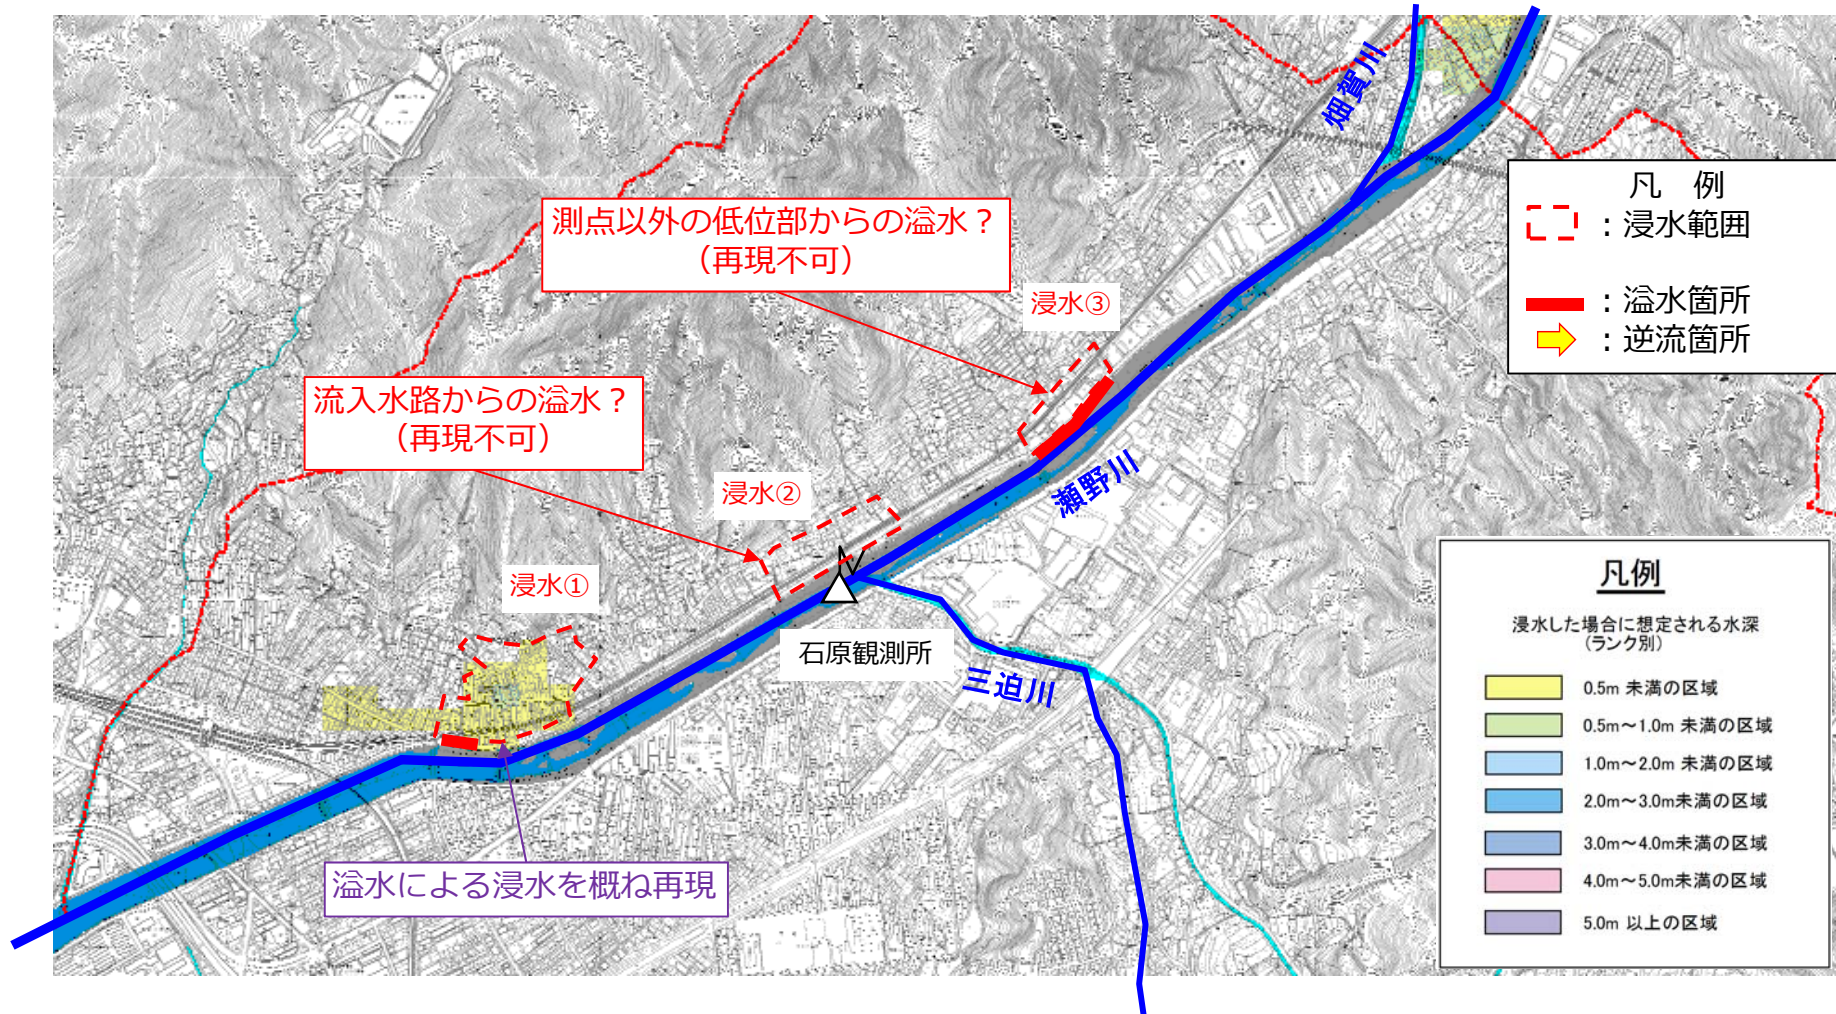 畑賀川
凡 例
:浸水範囲
:溢水箇所
:逆流箇所
測点以外の低位部からの溢水?
(再現不可)
浸水③
流入水路からの溢水?
(再現不可)
浸水②
瀬野川
浸水①
石原観測所
三迫川
溢水による浸水を概ね再現
凡例
浸水した場合に想定される水深
(ランク別)
0.5m 未満の区域
0.5m~1.0m 未満の区域
1.0m~2.0m 未満の区域
2.0m~3.0m未満の区域
3.0m~4.0m未満の区域
4.0m~5.0m未満の区域
5.0m 以上の区域